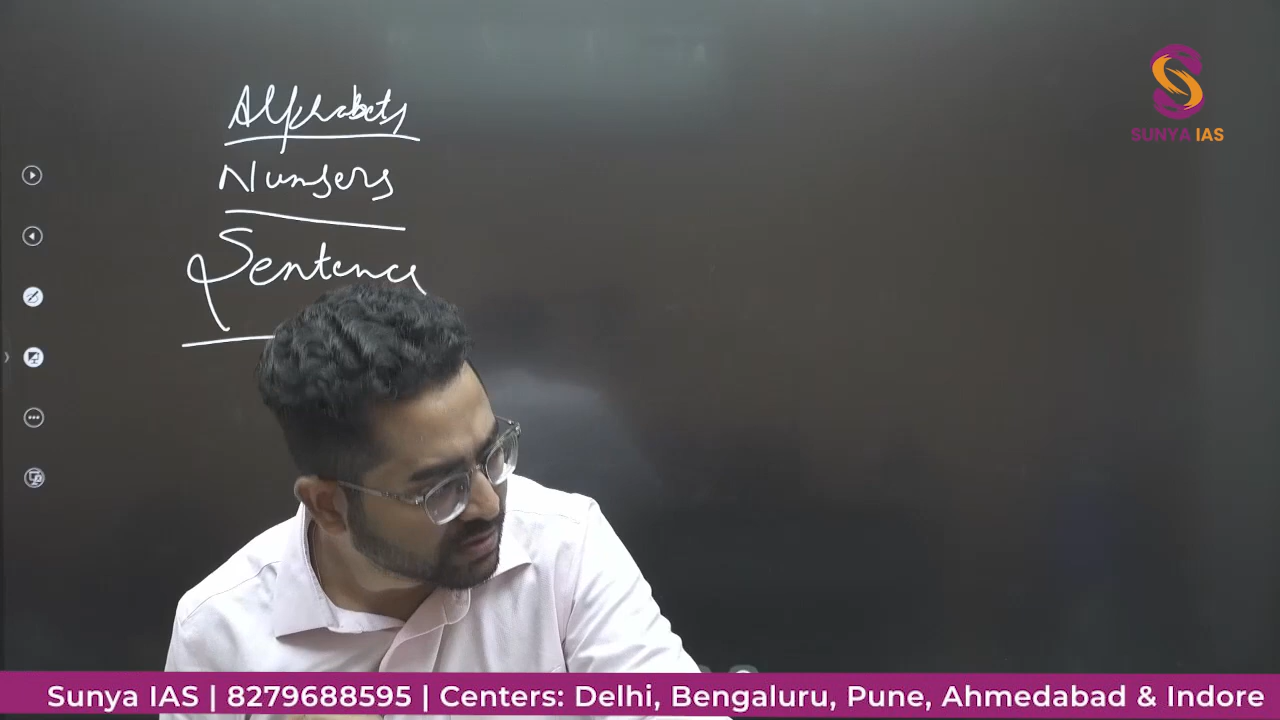 Alphabets
Numbers
Sentence
SUNYA IAS
Sunya IAS | 8279688595 | Centers: Delhi, Bengaluru, Pune, Ahmedabad & Indore